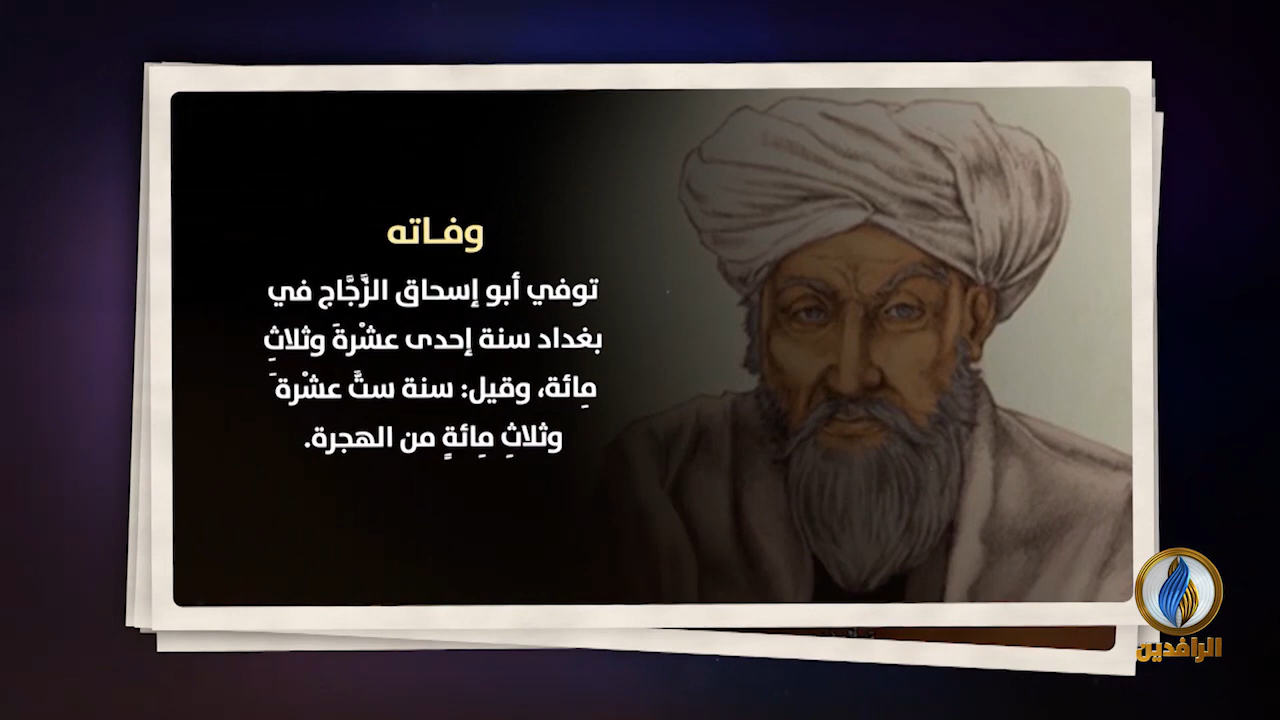 وفـاته
توفي أبو إسحاق الزَّجَّاج في
بغداد سنة إحدى عشْرةَ وثلاثِ
مِائة، وقيل: سنة ستَّ عشْرةَ
وثلاثِ مِائةٍ من الهجرة.
الرافدين